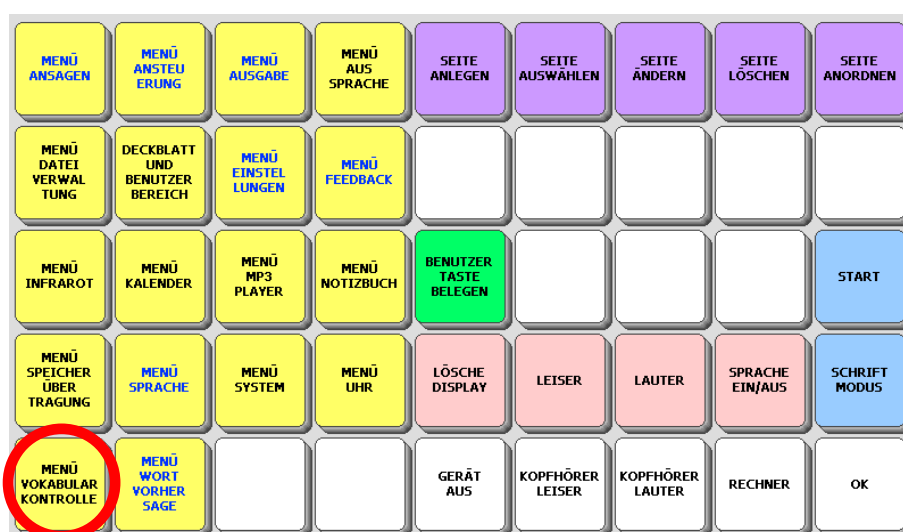 MENÜ
ANSAGEN
MENÜ
ANSTEU
ERUNG
MENÜ
AUSGABE
MENÜ
AUS
SPRACHE
SEITE
ANLEGEN
SEITE
AUSWÄHLEN
SEITE
ÄNDERN
SEITE
LÖSCHEN
SEITE
ANORDNEN
MENÜ
DATEI
VERWAL
TUNG
DECKBLATT
UND
BENUTZER
BEREICH
MENÜ
EINSTEL
LUNGEN
MENÜ
FEEDBACK
MENÜ
INFRAROT
MENÜ
KALENDER
MENÜ
MP3
PLAYER
MENÜ
NOTIZBUCH
BENUTZER
TASTE
BELEGEN
START
MENÜ
SPEICHER
ÜBER
TRAGUNG
MENÜ
SPRACHE
MENÜ
SYSTEM
MENÜ
UHR
LÖSCHE
DISPLAY
LEISER
LAUTER
SPRACHE
EIN/AUS
SCHRIFT
MODUS
MENÜ
VOKABULAR
KONTROLLE
MENÜ
WORT
VORHER
SAGE
GERÄT
AUS
KOPFHÖRER
LEISER
KOPFHÖRER
LAUTER
RECHNER
OK